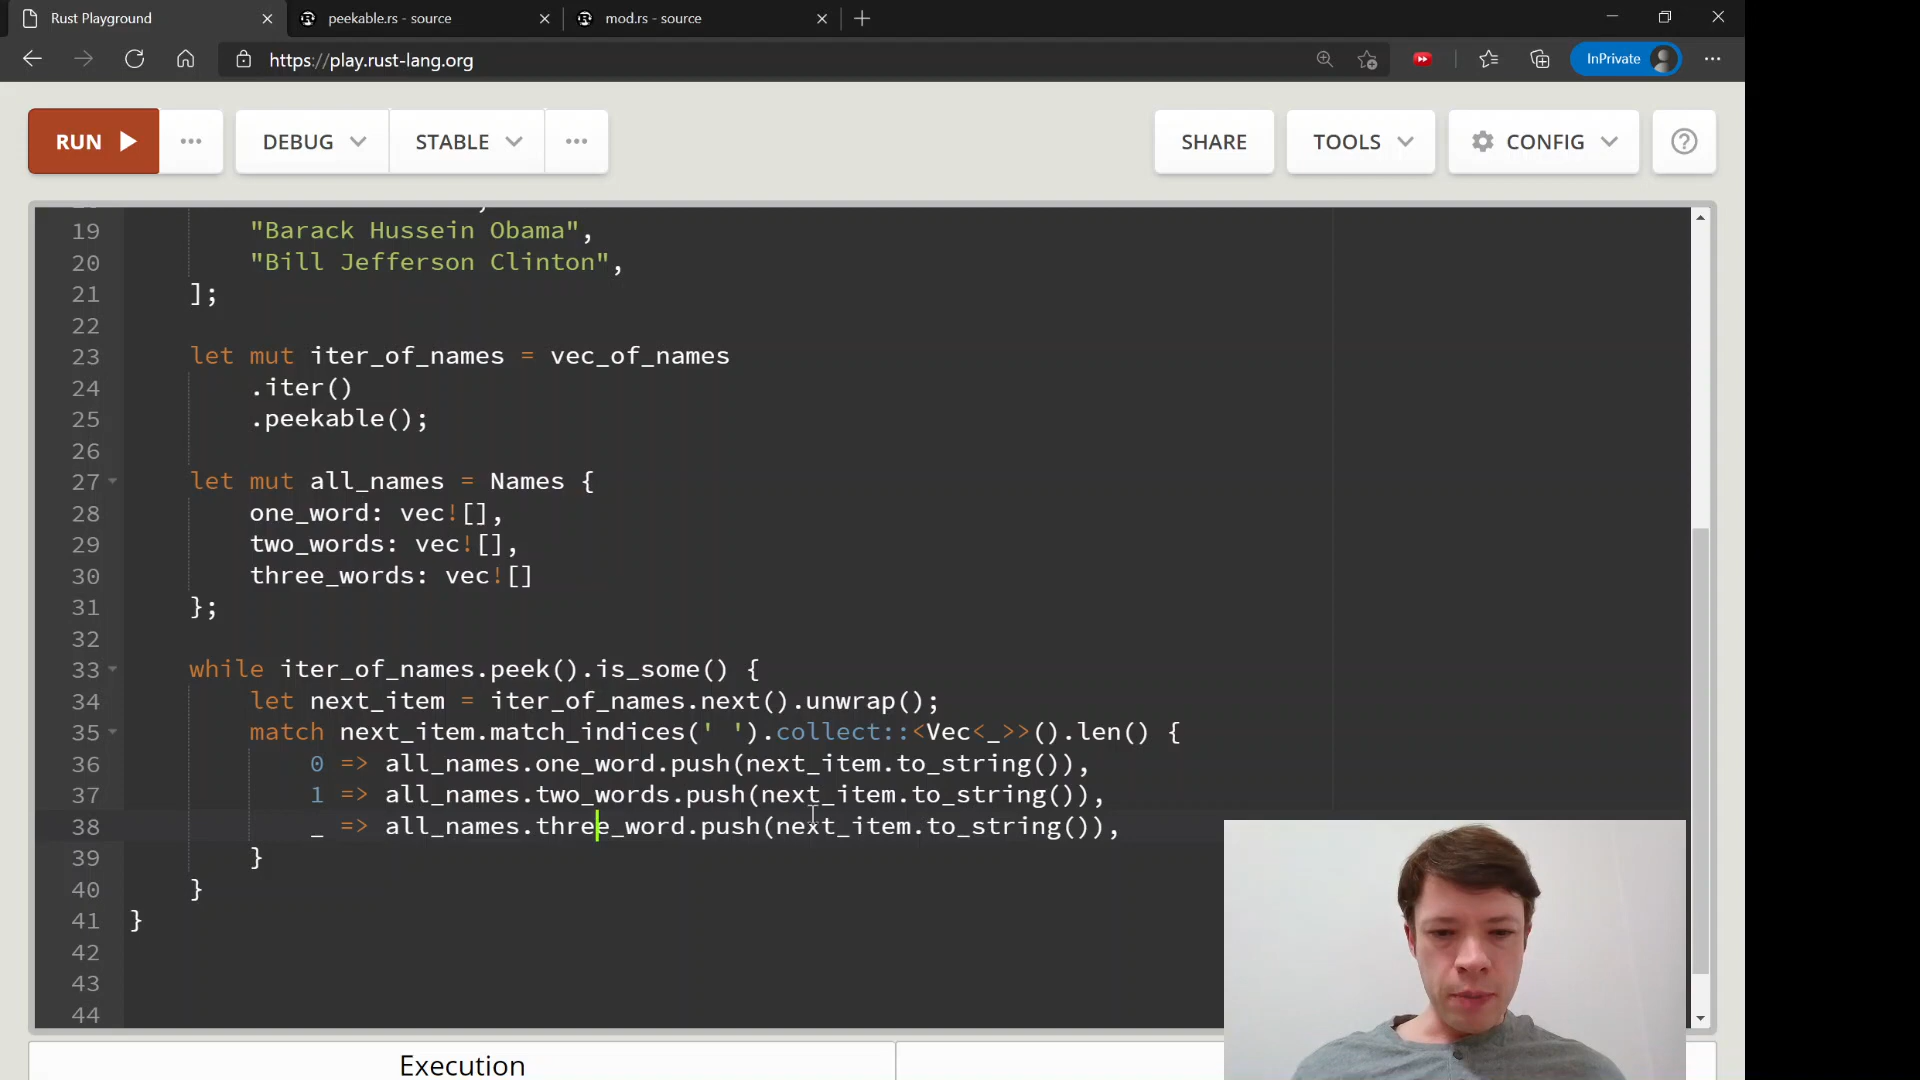 Rust Playground
peekable.rs - source
mod.rs - source
https://play.rust-lang.org
InPrivate
RUN
DEBUG
STABLE
SHARE
TOOLS
CONFIG
19 "Barack Hussein Obama",
20 "Bill Jefferson Clinton",
21 ];
22
23 let mut iter_of_names = vec_of_names
24 .iter()
25 .peekable();
26
27 let mut all_names = Names {
28 one_word: vec![],
29 two_words: vec![],
30 three_words: vec![]
31 };
32
33 while iter_of_names.peek().is_some() {
34 let next_item = iter_of_names.next().unwrap();
35 match next_item.match_indices(' ').collect::<Vec<_>>().len() {
36 0 => all_names.one_word.push(next_item.to_string()),
37 1 => all_names.two_words.push(next_item.to_string()),
38 _ => all_names.three_word.push(next_item.to_string()),
39 }
40 }
41 }
42
43
44
Execution